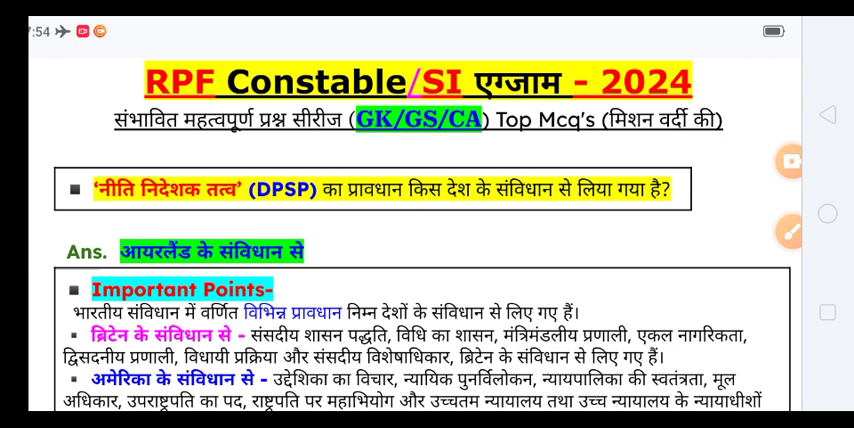 7:54
RPF Constable/SI एग्जाम - 2024
संभावित महत्वपूर्ण प्रश्न सीरीज (GK/GS/CA) Top Mcq's (मिशन वर्दी की)
▪ ‘नीति निदेशक तत्व’ (DPSP) का प्रावधान किस देश के संविधान से लिया गया है?
Ans. आयरलैंड के संविधान से
▪ Important Points-
भारतीय संविधान में वर्णित विभिन्न प्रावधान निम्न देशों के संविधान से लिए गए हैं।
▪ ब्रिटेन के संविधान से - संसदीय शासन पद्धति, विधि का शासन, मंत्रिमंडलीय प्रणाली, एकल नागरिकता,
द्विसदनीय प्रणाली, विधायी प्रक्रिया और संसदीय विशेषाधिकार, ब्रिटेन के संविधान से लिए गए हैं।
▪ अमेरिका के संविधान से - उद्देशिका का विचार, न्यायिक पुनर्विलोकन, न्यायपालिका की स्वतंत्रता, मूल
अधिकार, उपराष्ट्रपति का पद, राष्ट्रपति पर महाभियोग और उच्चतम न्यायालय तथा उच्च न्यायालय के न्यायाधीशों